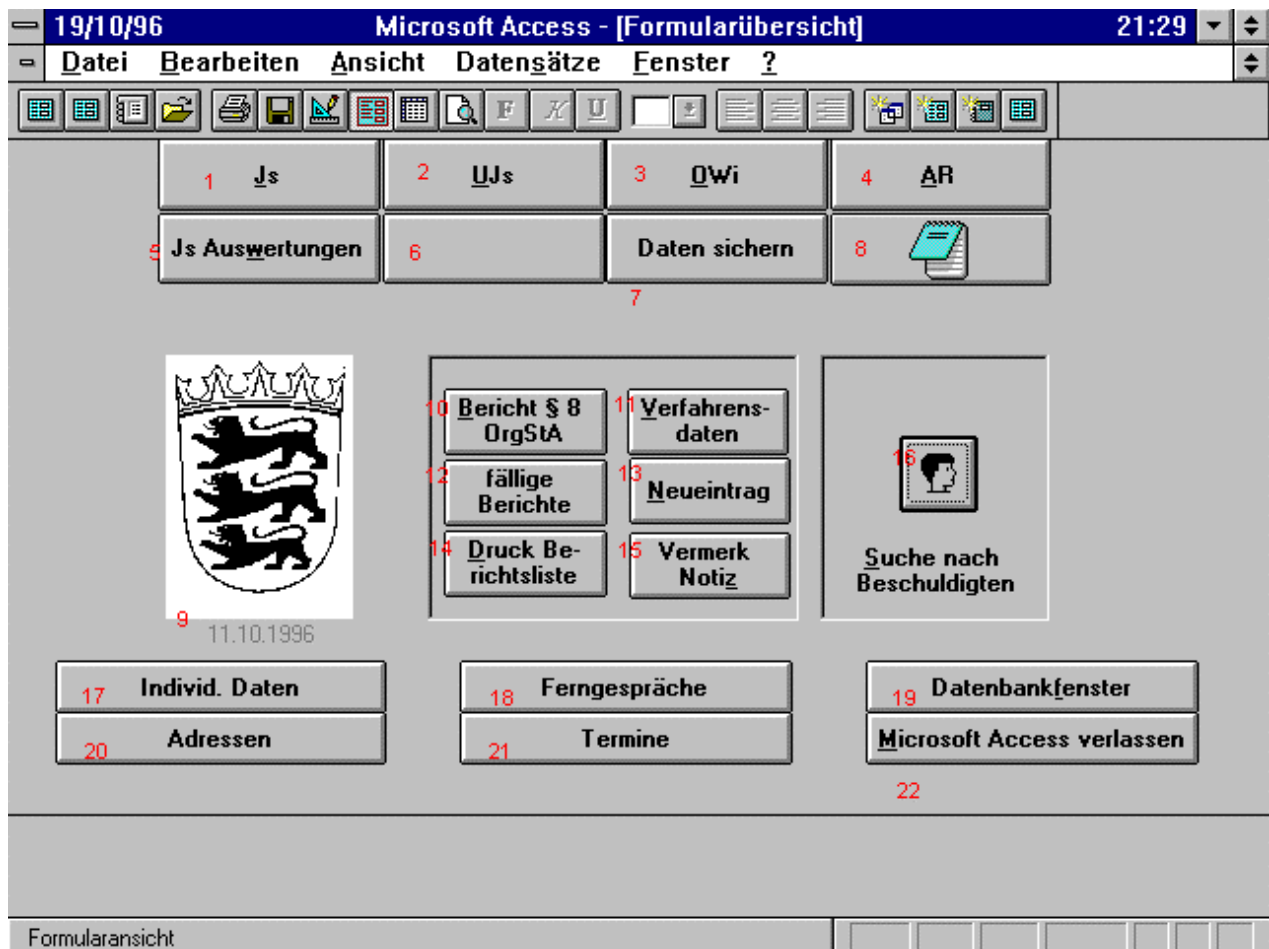 19/10/96 Microsoft Access - [Formularübersicht] 21:29
Datei Bearbeiten Ansicht Datensätze Fenster ?
F K U
1 Js 2 UJs 3 OWi 4 AR
5 Js Auswertungen 6 Daten sichern 8
7
10 Bericht § 8
OrgStA
11 Verfahrens-
daten
12 fällige
Berichte
13 Neueintrag
14 Druck Be-
richtsliste
15 Vermerk
Notiz
16
Suche nach
Beschuldigten
9
11.10.1996
17 Individ. Daten 18 Ferngespräche 19 Datenbankfenster
20 Adressen 21 Termine Microsoft Access verlassen
22
Formularansicht